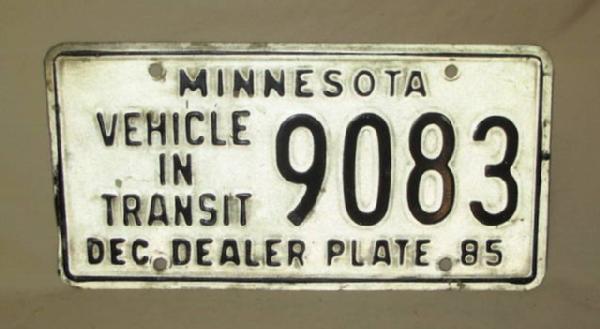 MINNESOTA
VEHICLE
IN
TRANSIT
9083
DEC DEALER PLATE 85